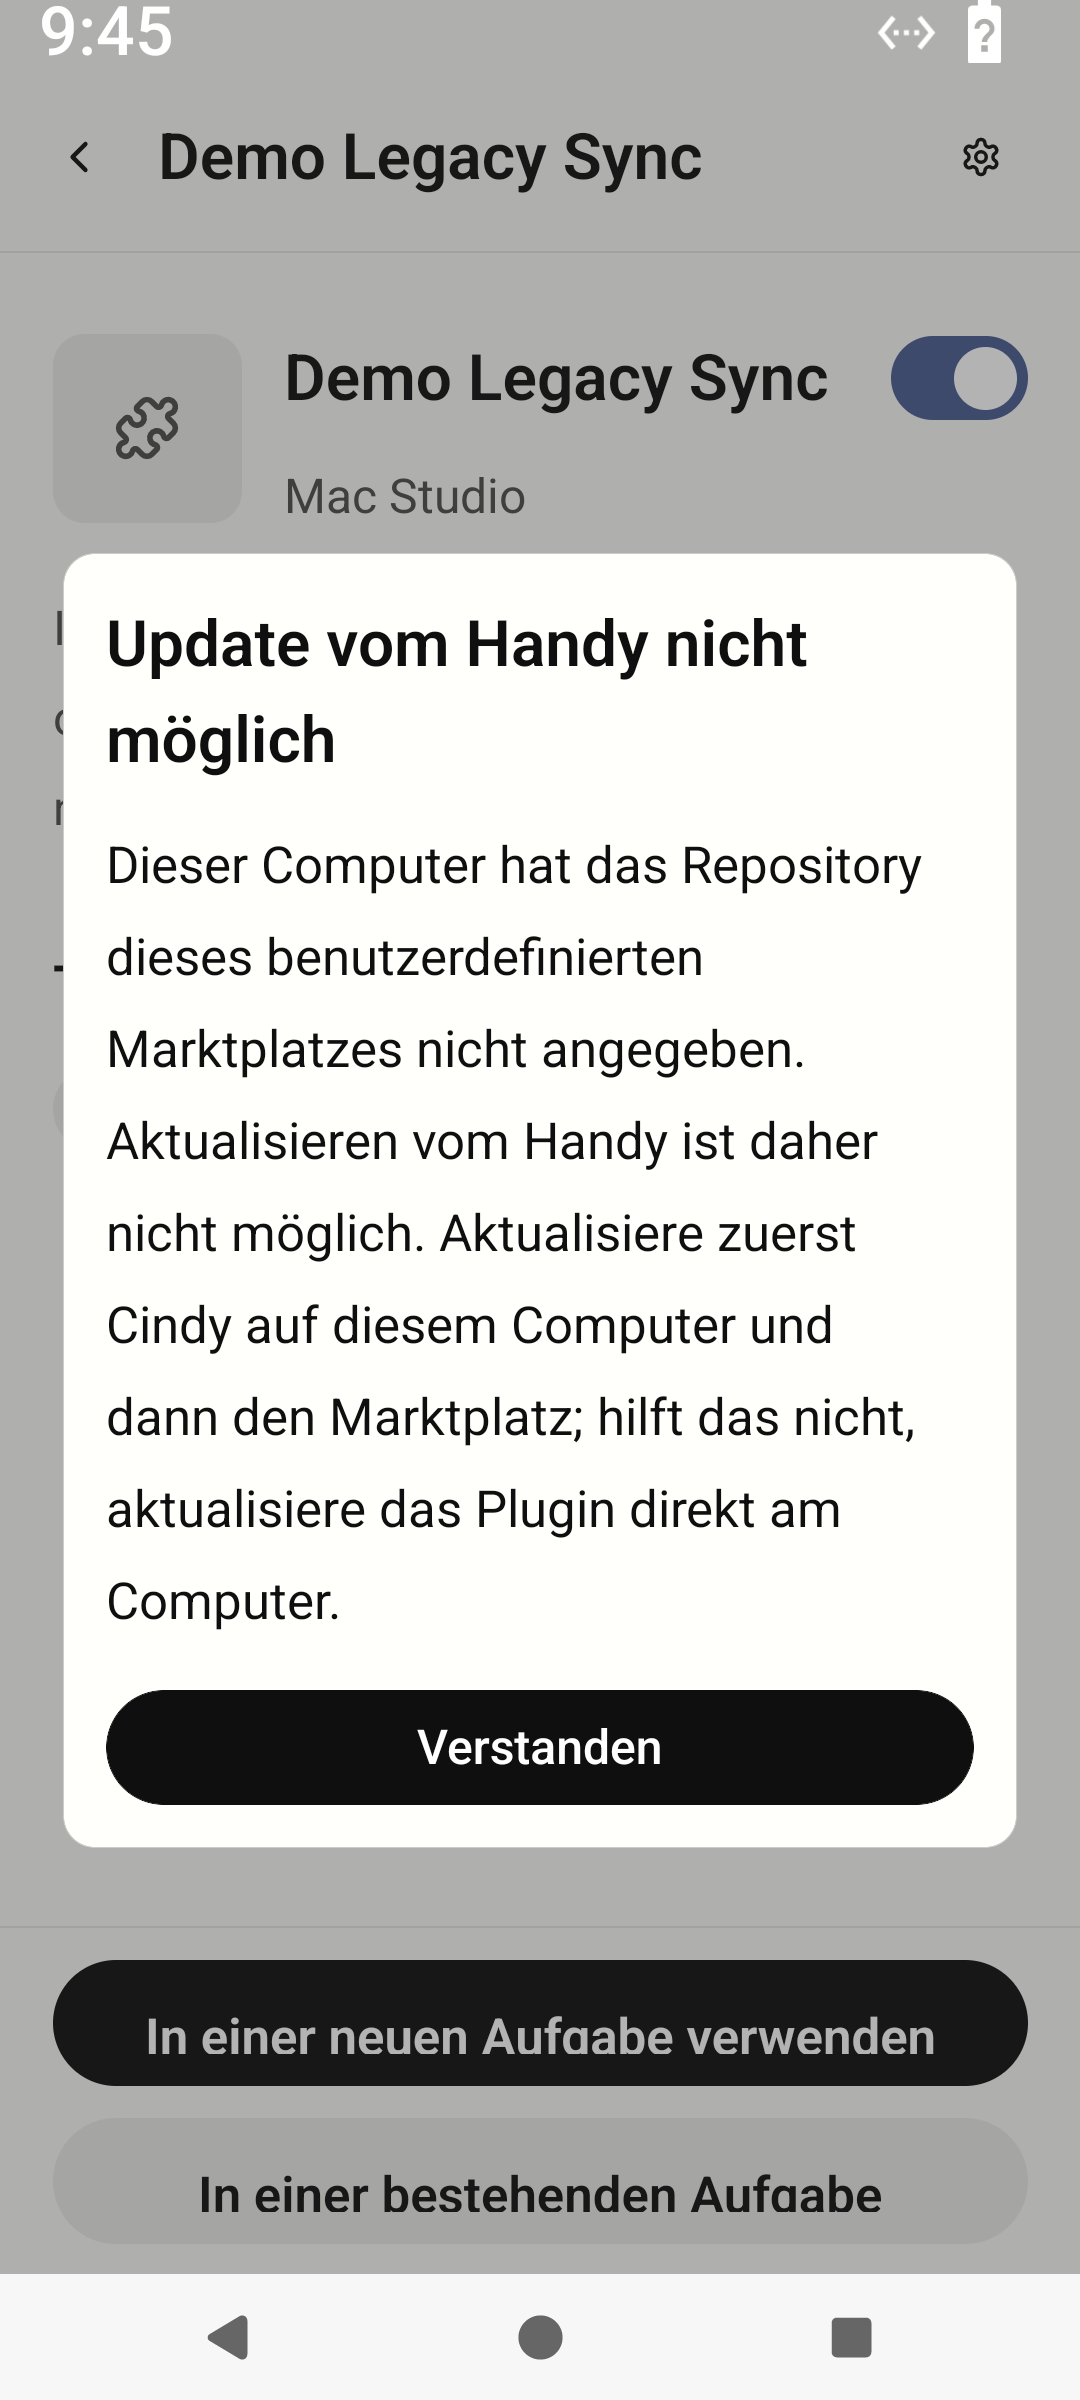 9:45
Demo Legacy Sync
Demo Legacy Sync
Mac Studio
Update vom Handy nicht
möglich
Dieser Computer hat das Repository
dieses benutzerdefinierten
Marktplatzes nicht angegeben.
Aktualisieren vom Handy ist daher
nicht möglich. Aktualisiere zuerst
Cindy auf diesem Computer und
dann den Marktplatz; hilft das nicht,
aktualisiere das Plugin direkt am
Computer.
Verstanden
In einer neuen Aufgabe verwenden
In einer bestehenden Aufgabe